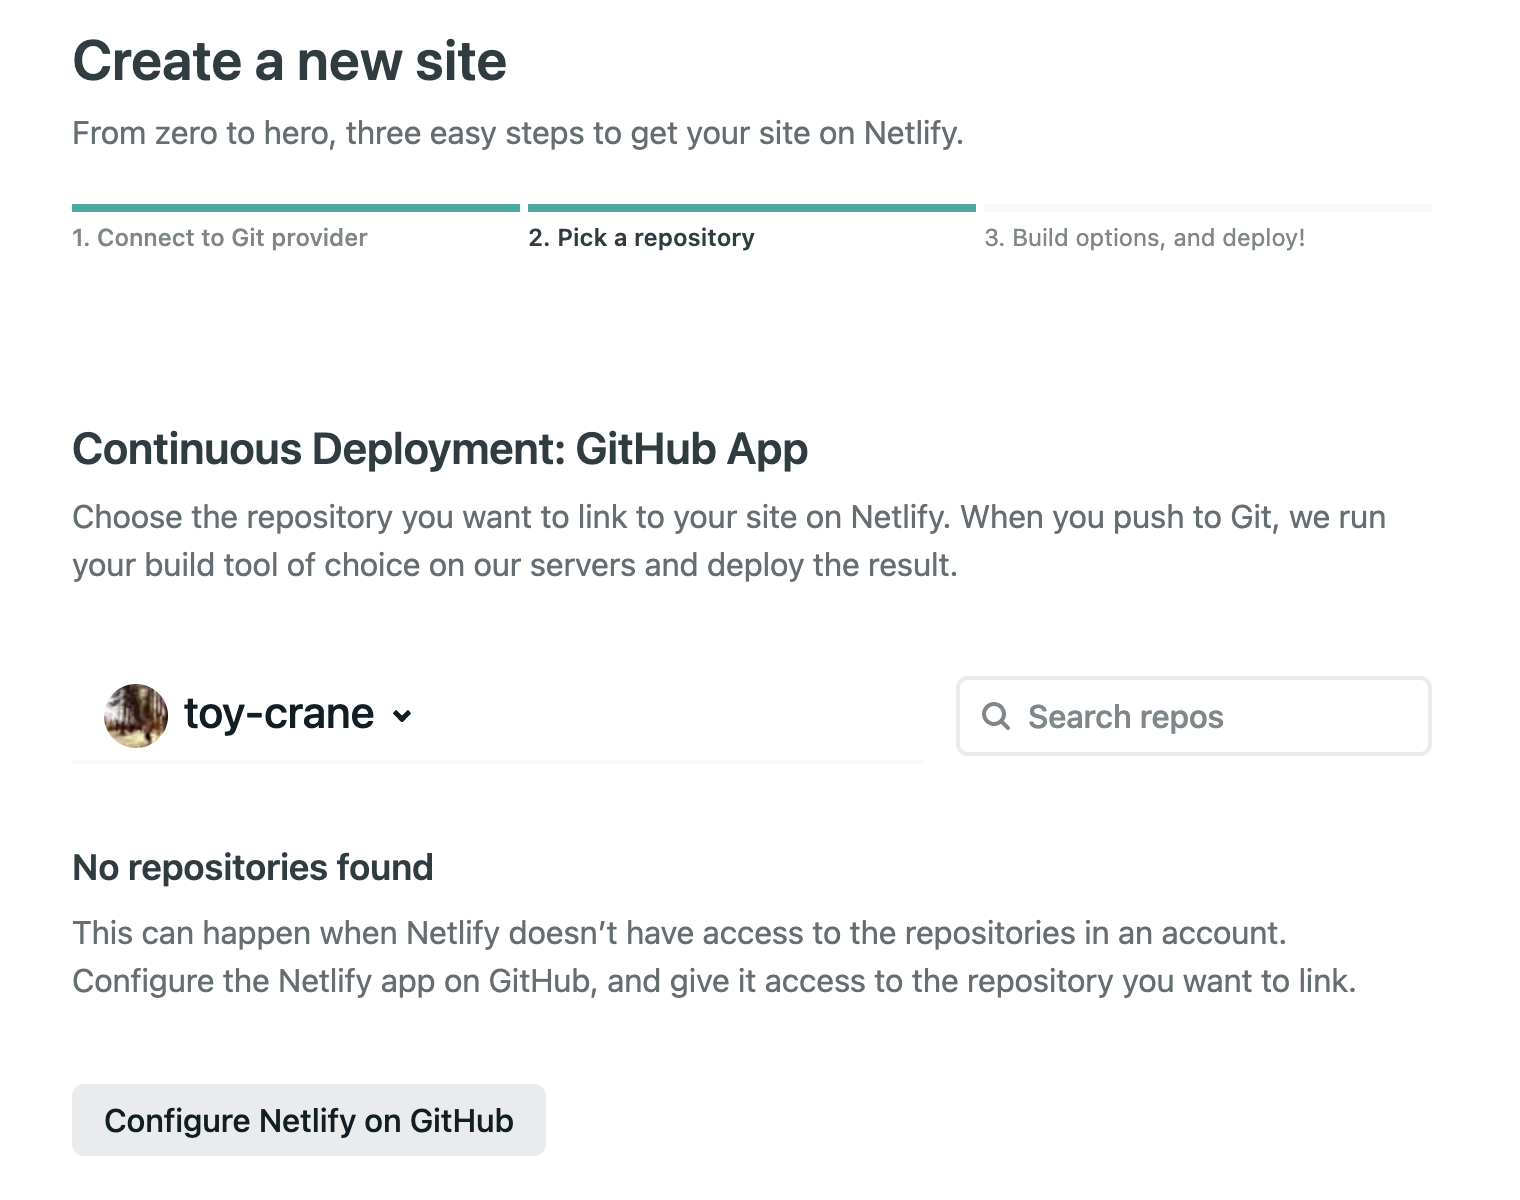 Create a new site
From zero to hero, three easy steps to get your site on Netlify.
1. Connect to Git provider
2. Pick a repository
3. Build options, and deploy!
Continuous Deployment: GitHub App
Choose the repository you want to link to your site on Netlify. When you push to Git, we run
your build tool of choice on our servers and deploy the result.
toy-crane
Search repos
No repositories found
This can happen when Netlify doesn’t have access to the repositories in an account.
Configure the Netlify app on GitHub, and give it access to the repository you want to link.
Configure Netlify on GitHub